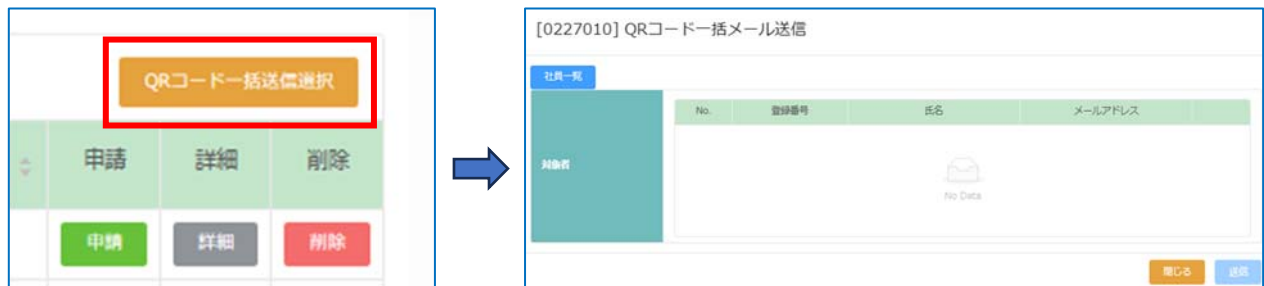 QRコード一括送信選択
申請 詳細 削除
申請 詳細 削除
[0227010] QRコード一括メール送信
社員一覧
No. 登録番号 氏名 メールアドレス
対象者
No Data
閉じる 送信